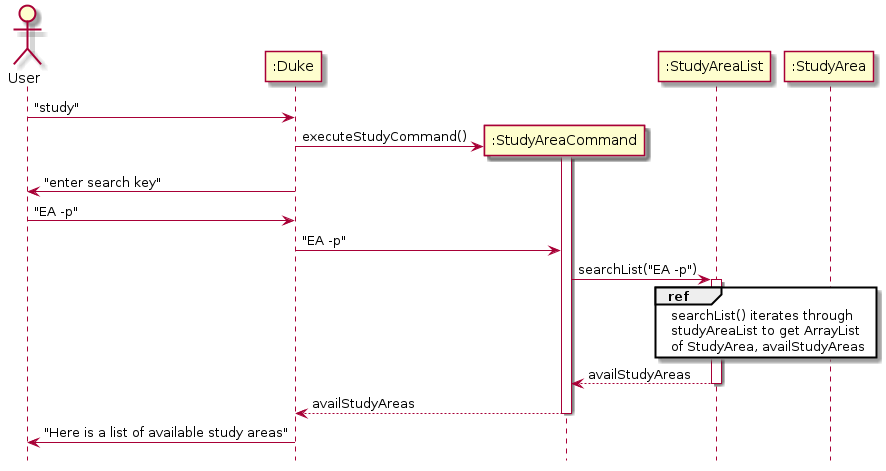 User
:Duke
:StudyAreaList
:StudyArea
"study"
executeStudyCommand()
:StudyAreaCommand
"enter search key"
"EA -p"
"EA -p"
searchList("EA -p")
ref
searchList() iterates through
studyAreaList to get ArrayList
of StudyArea, availStudyAreas
availStudyAreas
availStudyAreas
"Here is a list of available study areas"